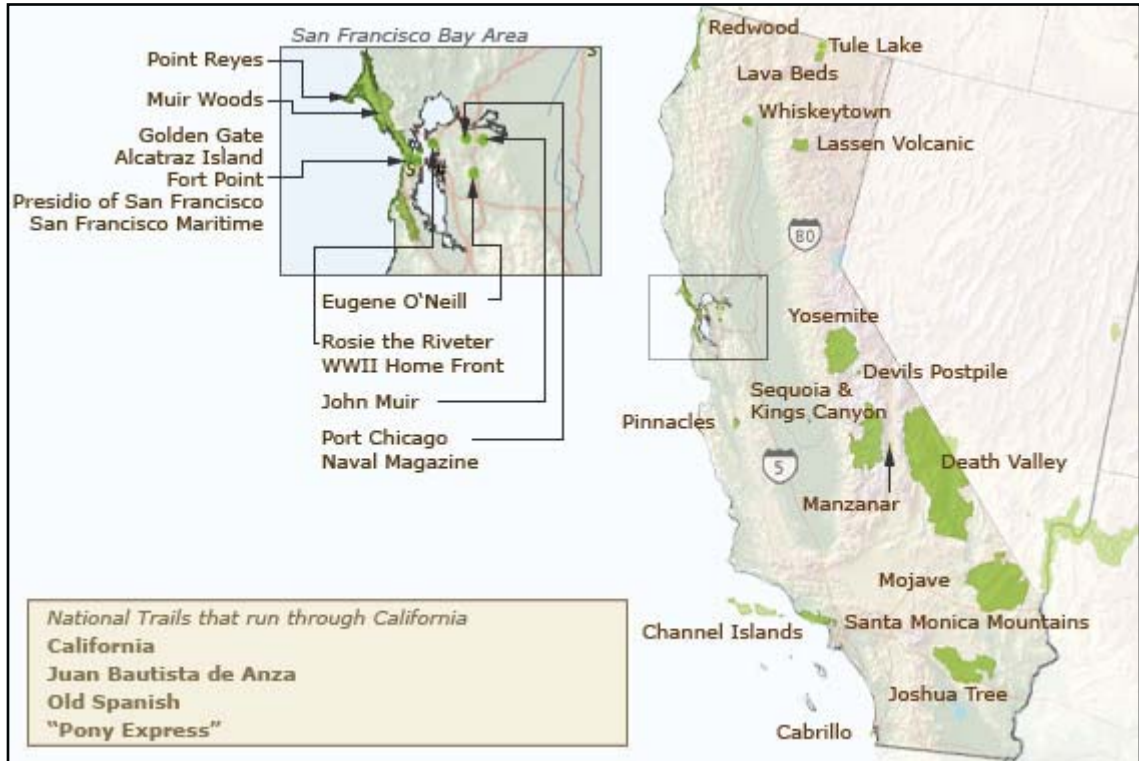 San Francisco Bay Area
Point Reyes
Muir Woods
Golden Gate
Alcatraz Island
Fort Point
Presidio of San Francisco
San Francisco Maritime
S
S
Eugene O`Neill
Rosie the Riveter
WWII Home Front
John Muir
Port Chicago
Naval Magazine
Redwood
Tule Lake
Lava Beds
Whiskeytown
Lassen Volcanic
80
Yosemite
Devils Postpile
Sequoia &
Kings Canyon
Pinnacles
5
Death Valley
Manzanar
Mojave
Channel Islands
Santa Monica Mountains
Joshua Tree
Cabrillo
National Trails that run through California
California
Juan Bautista de Anza
Old Spanish
“Pony Express”